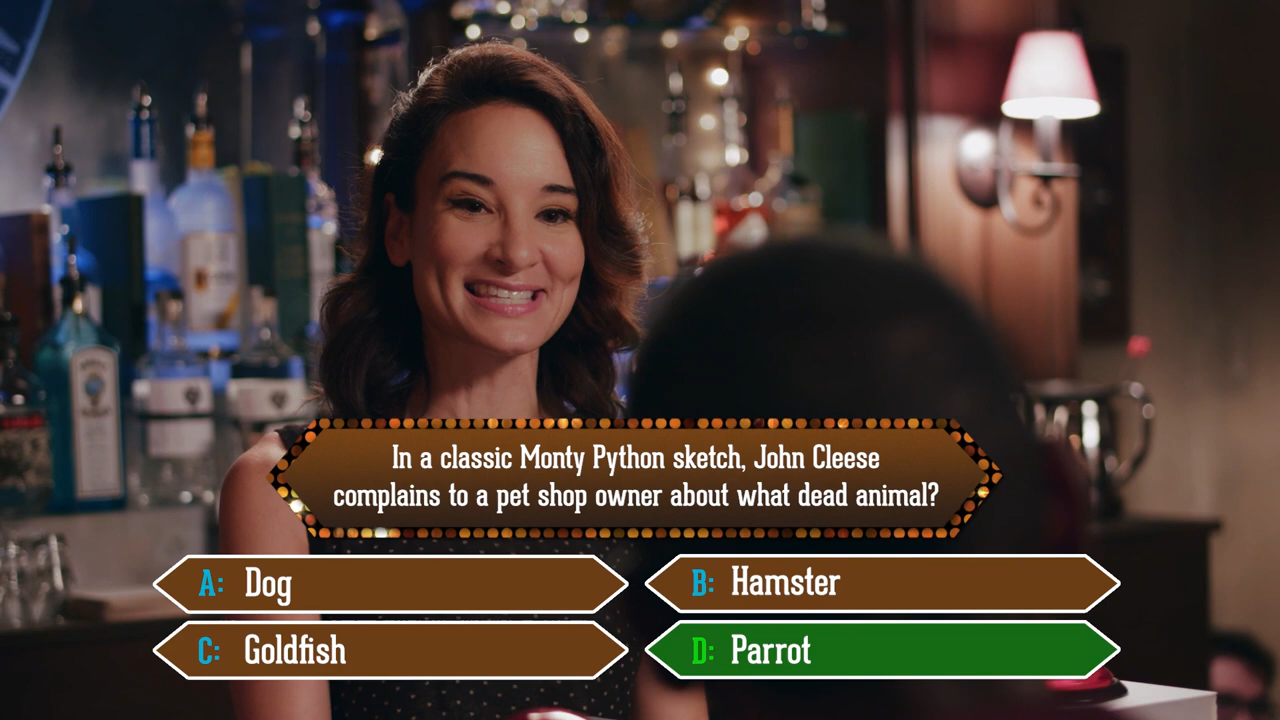 In a classic Monty Python sketch, John Cleese
complains to a pet shop owner about what dead animal?
A: Dog
B: Hamster
C: Goldfish
D: Parrot